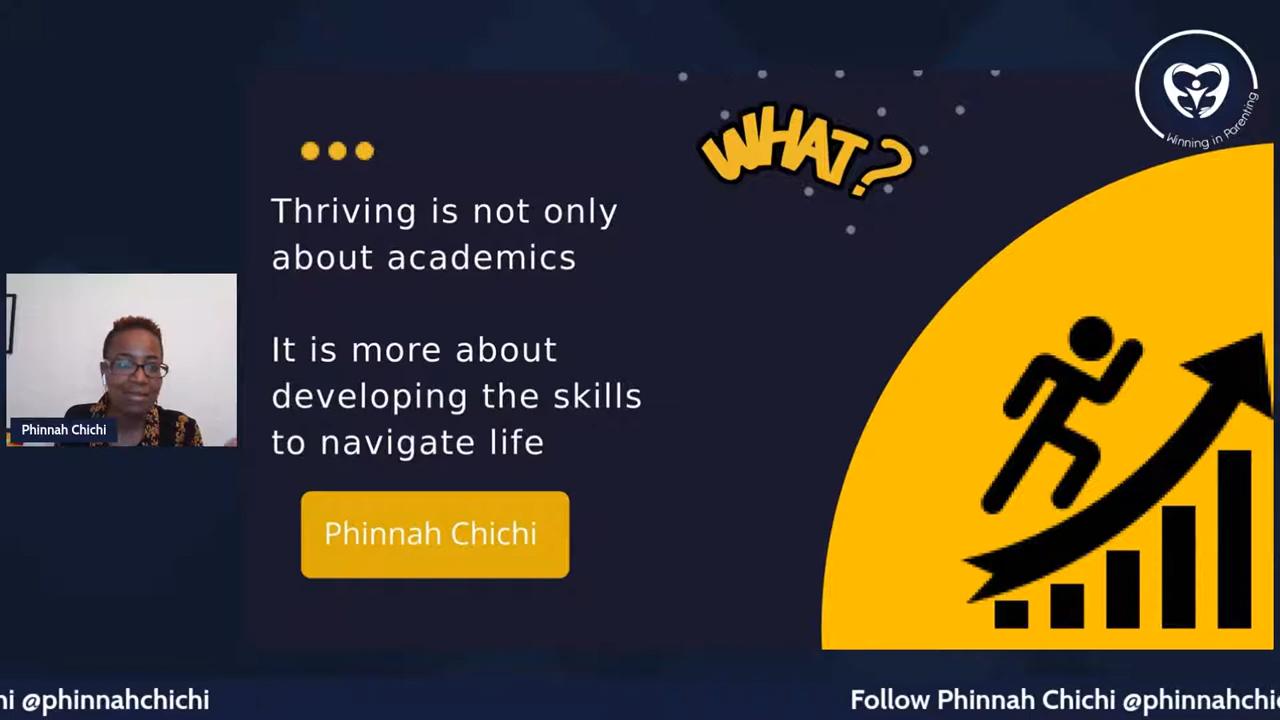 WHAT?
Winning in Parenting
Thriving is not only
about academics
It is more about
developing the skills
to navigate life
Phinnah Chichi
Phinnah Chichi
hi @phinnahchichi
Follow Phinnah Chichi @phinnahchic